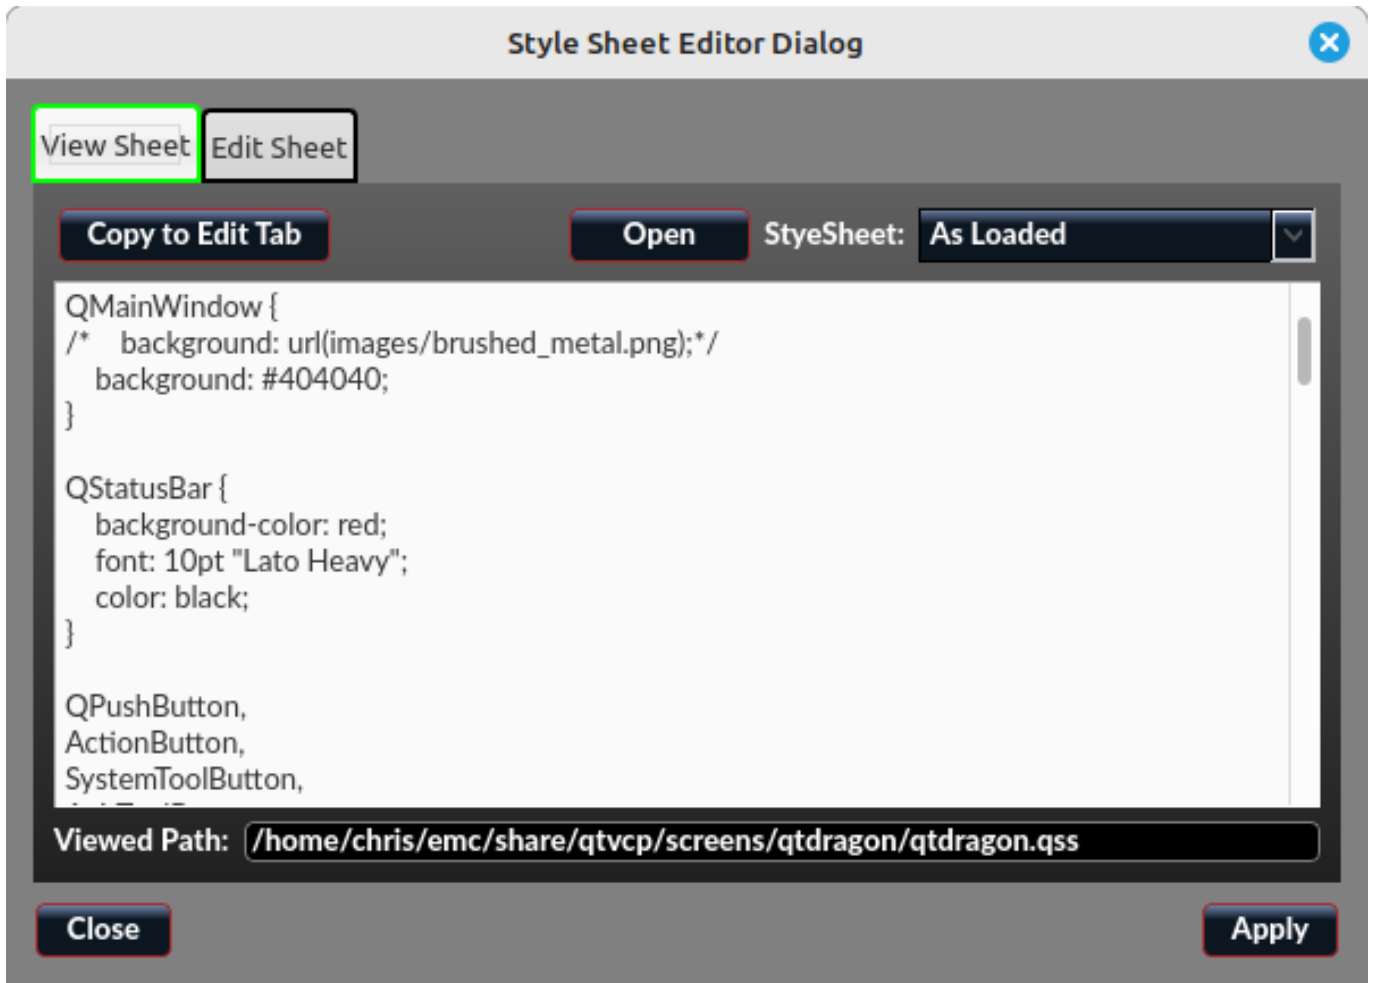 Style Sheet Editor Dialog
View Sheet Edit Sheet
Copy to Edit Tab Open StyeSheet: As Loaded
QMainWindow {
/*    background: url(images/brushed_metal.png);*/
    background: #404040;
}
QStatusBar {
    background-color: red;
    font: 10pt "Lato Heavy";
    color: black;
}
QPushButton,
ActionButton,
SystemToolButton,
Viewed Path: /home/chris/emc/share/qtvcp/screens/qtdragon/qtdragon.qss
Close Apply